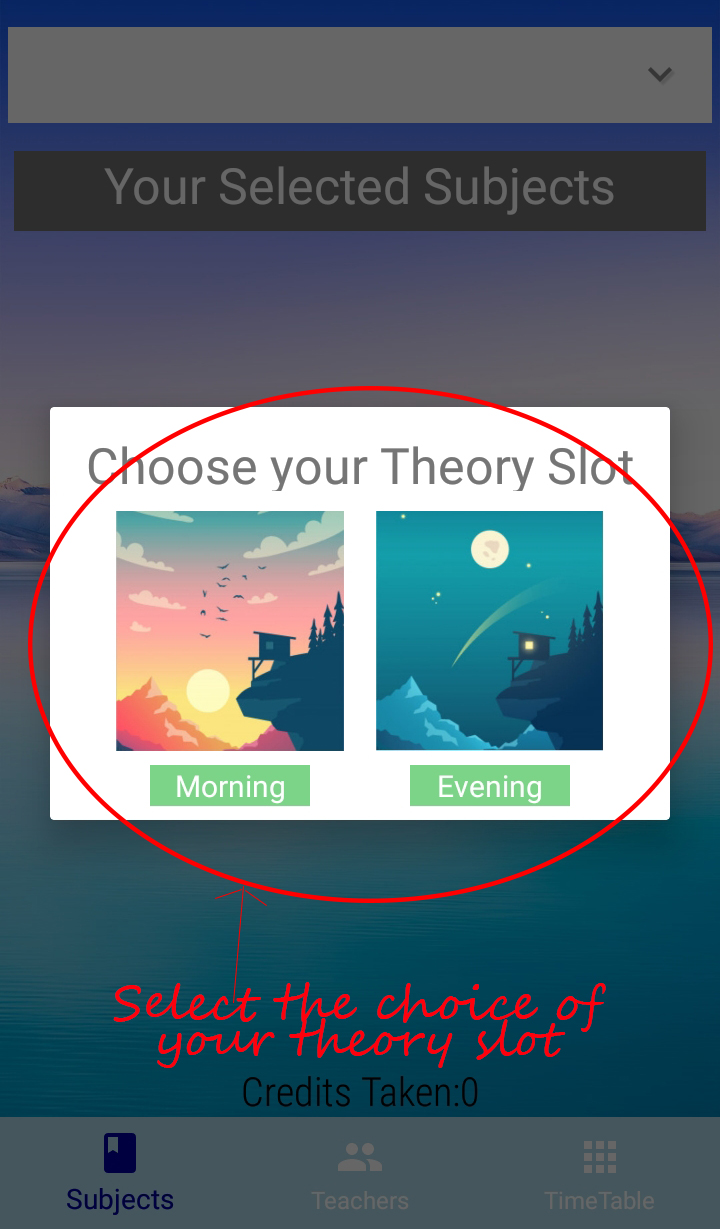 Your Selected Subjects
Choose your Theory Slot
Morning
Evening
Select the choice of
your theory slot
Credits Taken:0
Subjects
Teachers
TimeTable